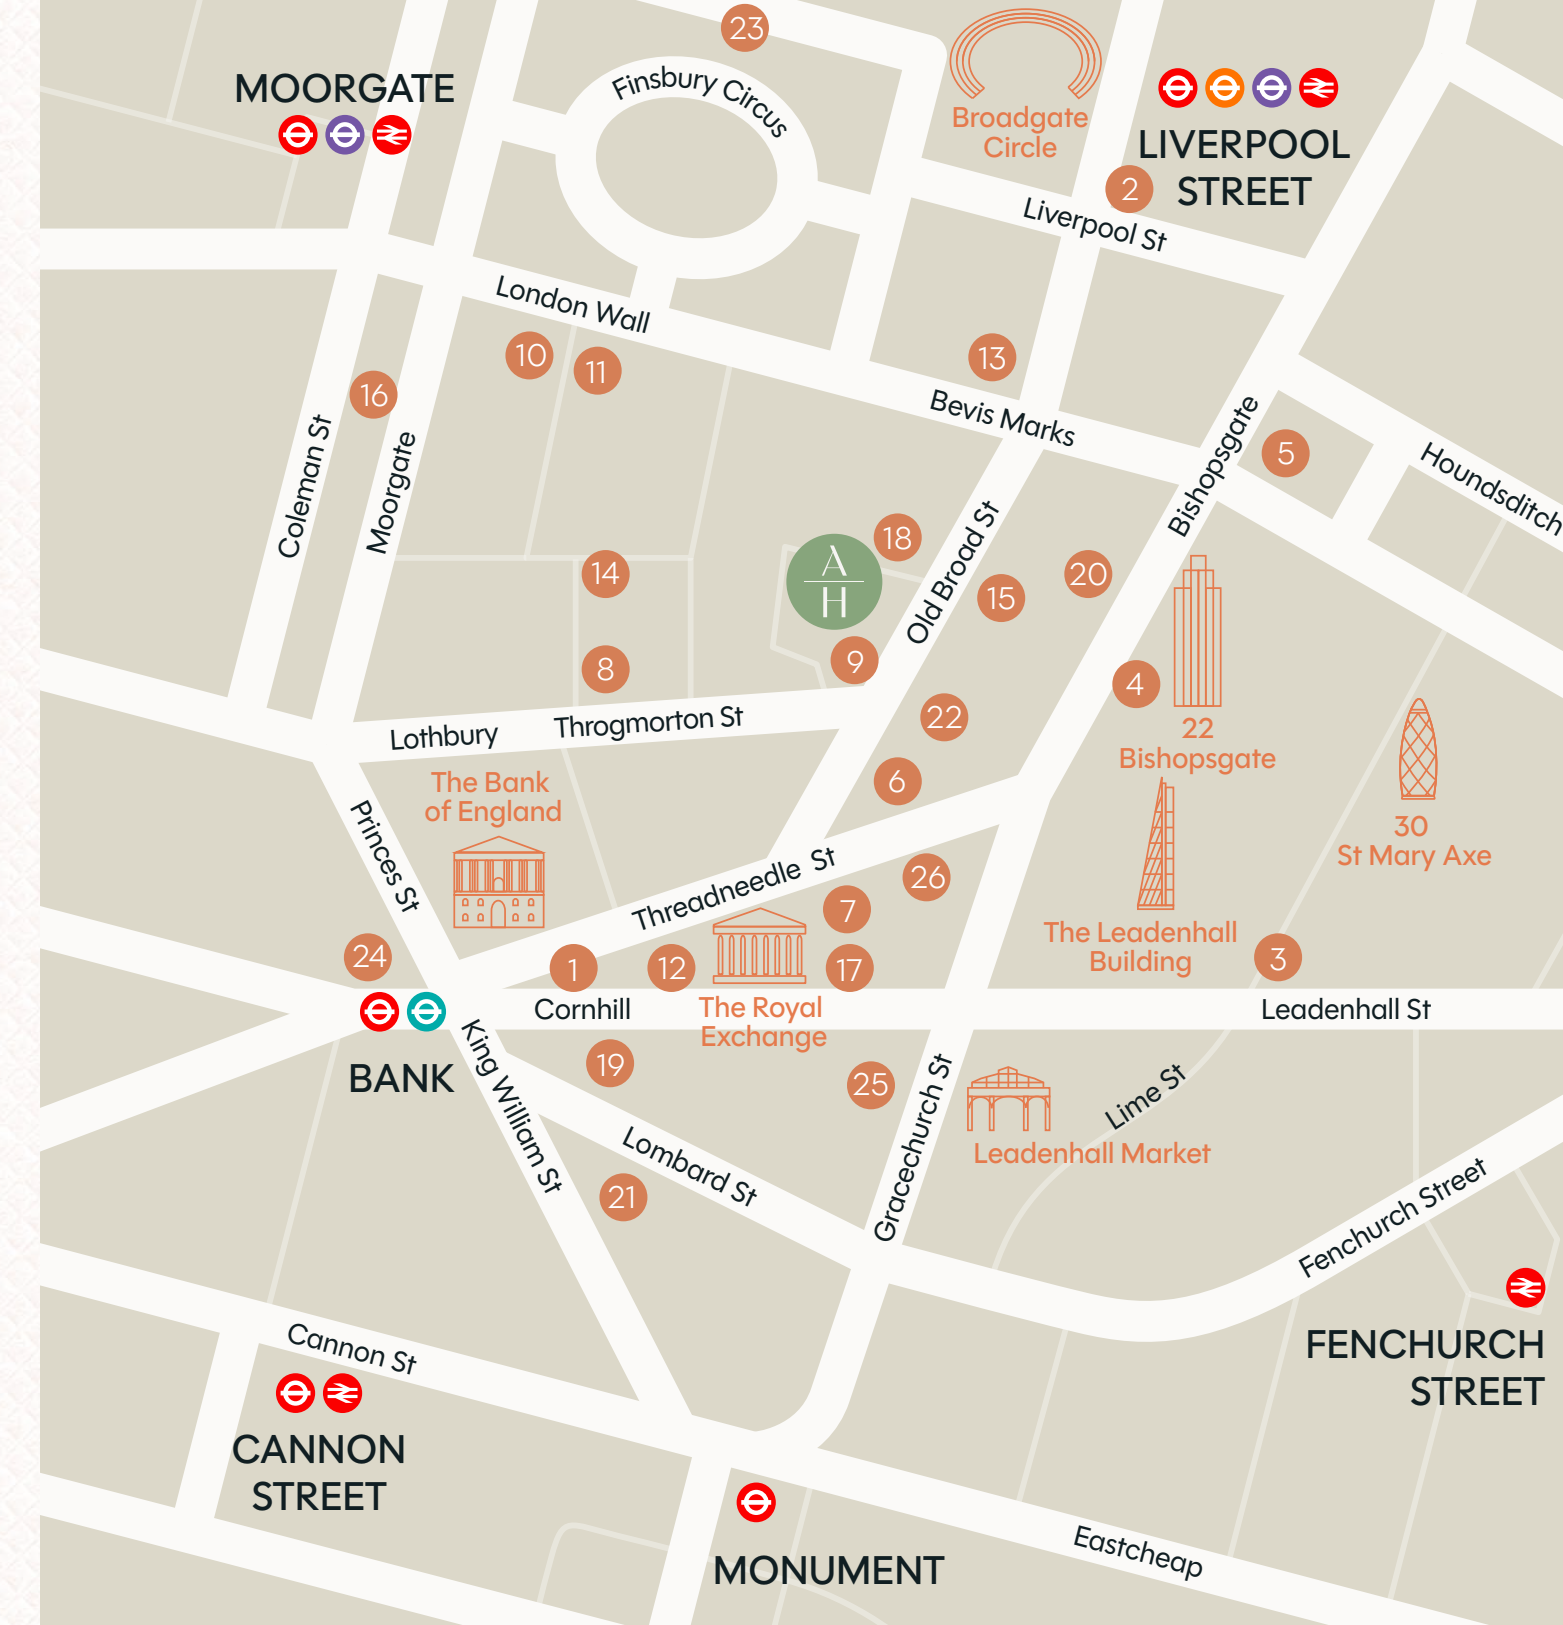 23
Finsbury Circus
MOORGATE
Broadgate
Circle
LIVERPOOL
STREET
2
Liverpool St
London Wall
10
11
13
16
Bevis Marks
Coleman St
Moorgate
Bishopsgate
5
Houndsditch
18
A
H
14
Old Broad St
15
20
8
9
4
22
Lothbury
Throgmorton St
22
Bishopsgate
The Bank
of England
6
30
St Mary Axe
Princes St
Threadneedle St
26
7
The Leadenhall
Building
24
1
12
17
3
Cornhill
The Royal
Exchange
Leadenhall St
BANK
King William St
19
25
Gracechurch St
Lime St
Leadenhall Market
Lombard St
21
Fenchurch Street
FENCHURCH
STREET
Cannon St
CANNON
STREET
MONUMENT
Eastcheap